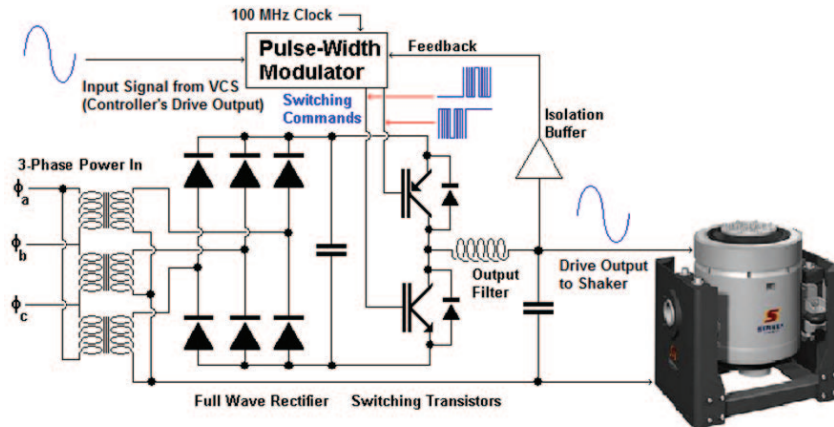 100 MHz Clock
Pulse-Width
Modulator
Feedback
Input Signal from VCS
(Controller's Drive Output)
Switching
Commands
Isolation
Buffer
3-Phase Power In
ϕa
ϕb
ϕc
Output
Filter
Drive Output
to Shaker
S
Full Wave Rectifier
Switching Transistors